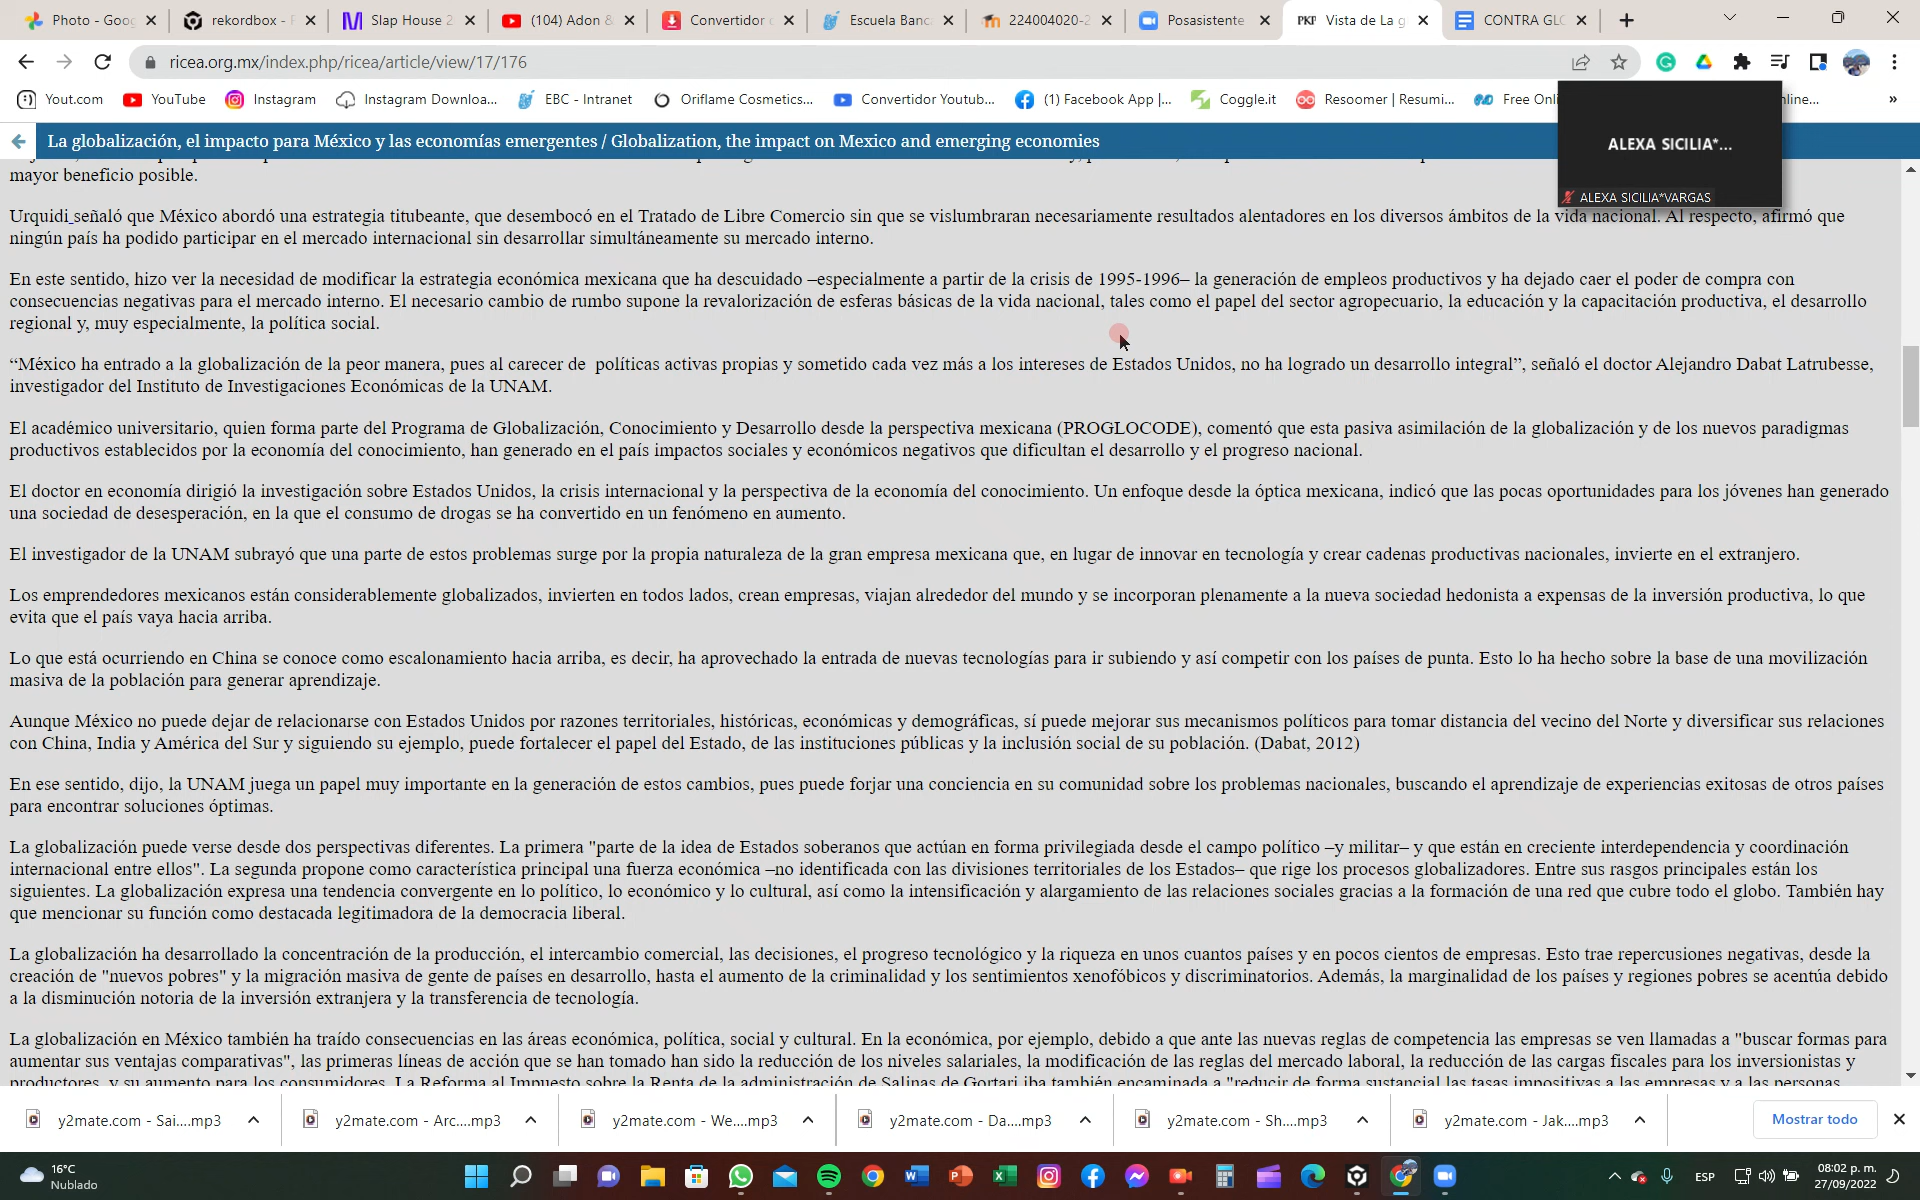 Photo - Goog
rekordbox - F
Slap House 2
(104) Adon &
Convertidor d
Escuela Banc
224004020-2
Posasistente
PKP Vista de La g
CONTRA GLO
ricea.org.mx/index.php/ricea/article/view/17/176
Yout.com
YouTube
Instagram
Instagram Downloa...
EBC - Intranet
Oriflame Cosmetics...
Convertidor Youtub...
(1) Facebook App |...
Coggle.it
Resoomer | Resumi...
Free Onli
nline...
»
ALEXA SICILIA*...
ALEXA SICILIA*VARGAS
La globalización, el impacto para México y las economías emergentes / Globalization, the impact on Mexico and emerging economies
mayor beneficio posible.
Urquidi señaló que México abordó una estrategia titubeante, que desembocó en el Tratado de Libre Comercio sin que se vislumbraran necesariamente resultados alentadores en los diversos ámbitos de la vida nacional. Al respecto, afirmó que
ningún país ha podido participar en el mercado internacional sin desarrollar simultáneamente su mercado interno.
En este sentido, hizo ver la necesidad de modificar la estrategia económica mexicana que ha descuidado –especialmente a partir de la crisis de 1995-1996– la generación de empleos productivos y ha dejado caer el poder de compra con
consecuencias negativas para el mercado interno. El necesario cambio de rumbo supone la revalorización de esferas básicas de la vida nacional, tales como el papel del sector agropecuario, la educación y la capacitación productiva, el desarrollo
regional y, muy especialmente, la política social.
“México ha entrado a la globalización de la peor manera, pues al carecer de políticas activas propias y sometido cada vez más a los intereses de Estados Unidos, no ha logrado un desarrollo integral”, señaló el doctor Alejandro Dabat Latrubesse,
investigador del Instituto de Investigaciones Económicas de la UNAM.
El académico universitario, quien forma parte del Programa de Globalización, Conocimiento y Desarrollo desde la perspectiva mexicana (PROGLOCODE), comentó que esta pasiva asimilación de la globalización y de los nuevos paradigmas
productivos establecidos por la economía del conocimiento, han generado en el país impactos sociales y económicos negativos que dificultan el desarrollo y el progreso nacional.
El doctor en economía dirigió la investigación sobre Estados Unidos, la crisis internacional y la perspectiva de la economía del conocimiento. Un enfoque desde la óptica mexicana, indicó que las pocas oportunidades para los jóvenes han generado
una sociedad de desesperación, en la que el consumo de drogas se ha convertido en un fenómeno en aumento.
El investigador de la UNAM subrayó que una parte de estos problemas surge por la propia naturaleza de la gran empresa mexicana que, en lugar de innovar en tecnología y crear cadenas productivas nacionales, invierte en el extranjero.
Los emprendedores mexicanos están considerablemente globalizados, invierten en todos lados, crean empresas, viajan alrededor del mundo y se incorporan plenamente a la nueva sociedad hedonista a expensas de la inversión productiva, lo que
evita que el país vaya hacia arriba.
Lo que está ocurriendo en China se conoce como escalonamiento hacia arriba, es decir, ha aprovechado la entrada de nuevas tecnologías para ir subiendo y así competir con los países de punta. Esto lo ha hecho sobre la base de una movilización
masiva de la población para generar aprendizaje.
Aunque México no puede dejar de relacionarse con Estados Unidos por razones territoriales, históricas, económicas y demográficas, sí puede mejorar sus mecanismos políticos para tomar distancia del vecino del Norte y diversificar sus relaciones
con China, India y América del Sur y siguiendo su ejemplo, puede fortalecer el papel del Estado, de las instituciones públicas y la inclusión social de su población. (Dabat, 2012)
En ese sentido, dijo, la UNAM juega un papel muy importante en la generación de estos cambios, pues puede forjar una conciencia en su comunidad sobre los problemas nacionales, buscando el aprendizaje de experiencias exitosas de otros países
para encontrar soluciones óptimas.
La globalización puede verse desde dos perspectivas diferentes. La primera "parte de la idea de Estados soberanos que actúan en forma privilegiada desde el campo político –y militar– y que están en creciente interdependencia y coordinación
internacional entre ellos". La segunda propone como característica principal una fuerza económica –no identificada con las divisiones territoriales de los Estados– que rige los procesos globalizadores. Entre sus rasgos principales están los
siguientes. La globalización expresa una tendencia convergente en lo político, lo económico y lo cultural, así como la intensificación y alargamiento de las relaciones sociales gracias a la formación de una red que cubre todo el globo. También hay
que mencionar su función como destacada legitimadora de la democracia liberal.
La globalización ha desarrollado la concentración de la producción, el intercambio comercial, las decisiones, el progreso tecnológico y la riqueza en unos cuantos países y en pocos cientos de empresas. Esto trae repercusiones negativas, desde la
creación de "nuevos pobres" y la migración masiva de gente de países en desarrollo, hasta el aumento de la criminalidad y los sentimientos xenofóbicos y discriminatorios. Además, la marginalidad de los países y regiones pobres se acentúa debido
a la disminución notoria de la inversión extranjera y la transferencia de tecnología.
La globalización en México también ha traído consecuencias en las áreas económica, política, social y cultural. En la económica, por ejemplo, debido a que ante las nuevas reglas de competencia las empresas se ven llamadas a "buscar formas para
aumentar sus ventajas comparativas", las primeras líneas de acción que se han tomado han sido la reducción de los niveles salariales, la modificación de las reglas del mercado laboral, la reducción de las cargas fiscales para los inversionistas y
productores, y su aumento para los consumidores. La Reforma al Impuesto sobre la Renta de la administración de Salinas de Gortari iba también encaminada a "reducir de forma sustancial las tasas impositivas a las empresas y a las personas
y2mate.com - Sai....mp3
y2mate.com - Arc....mp3
y2mate.com - We....mp3
y2mate.com - Da....mp3
y2mate.com - Sh....mp3
y2mate.com - Jak....mp3
Mostrar todo
16°C
Nublado
ESP
08:02 p. m.
27/09/2022